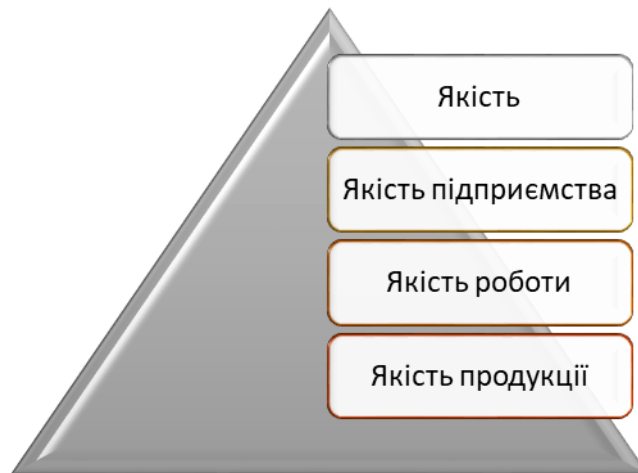 Якість
Якість підприємства
Якість роботи
Якість продукції